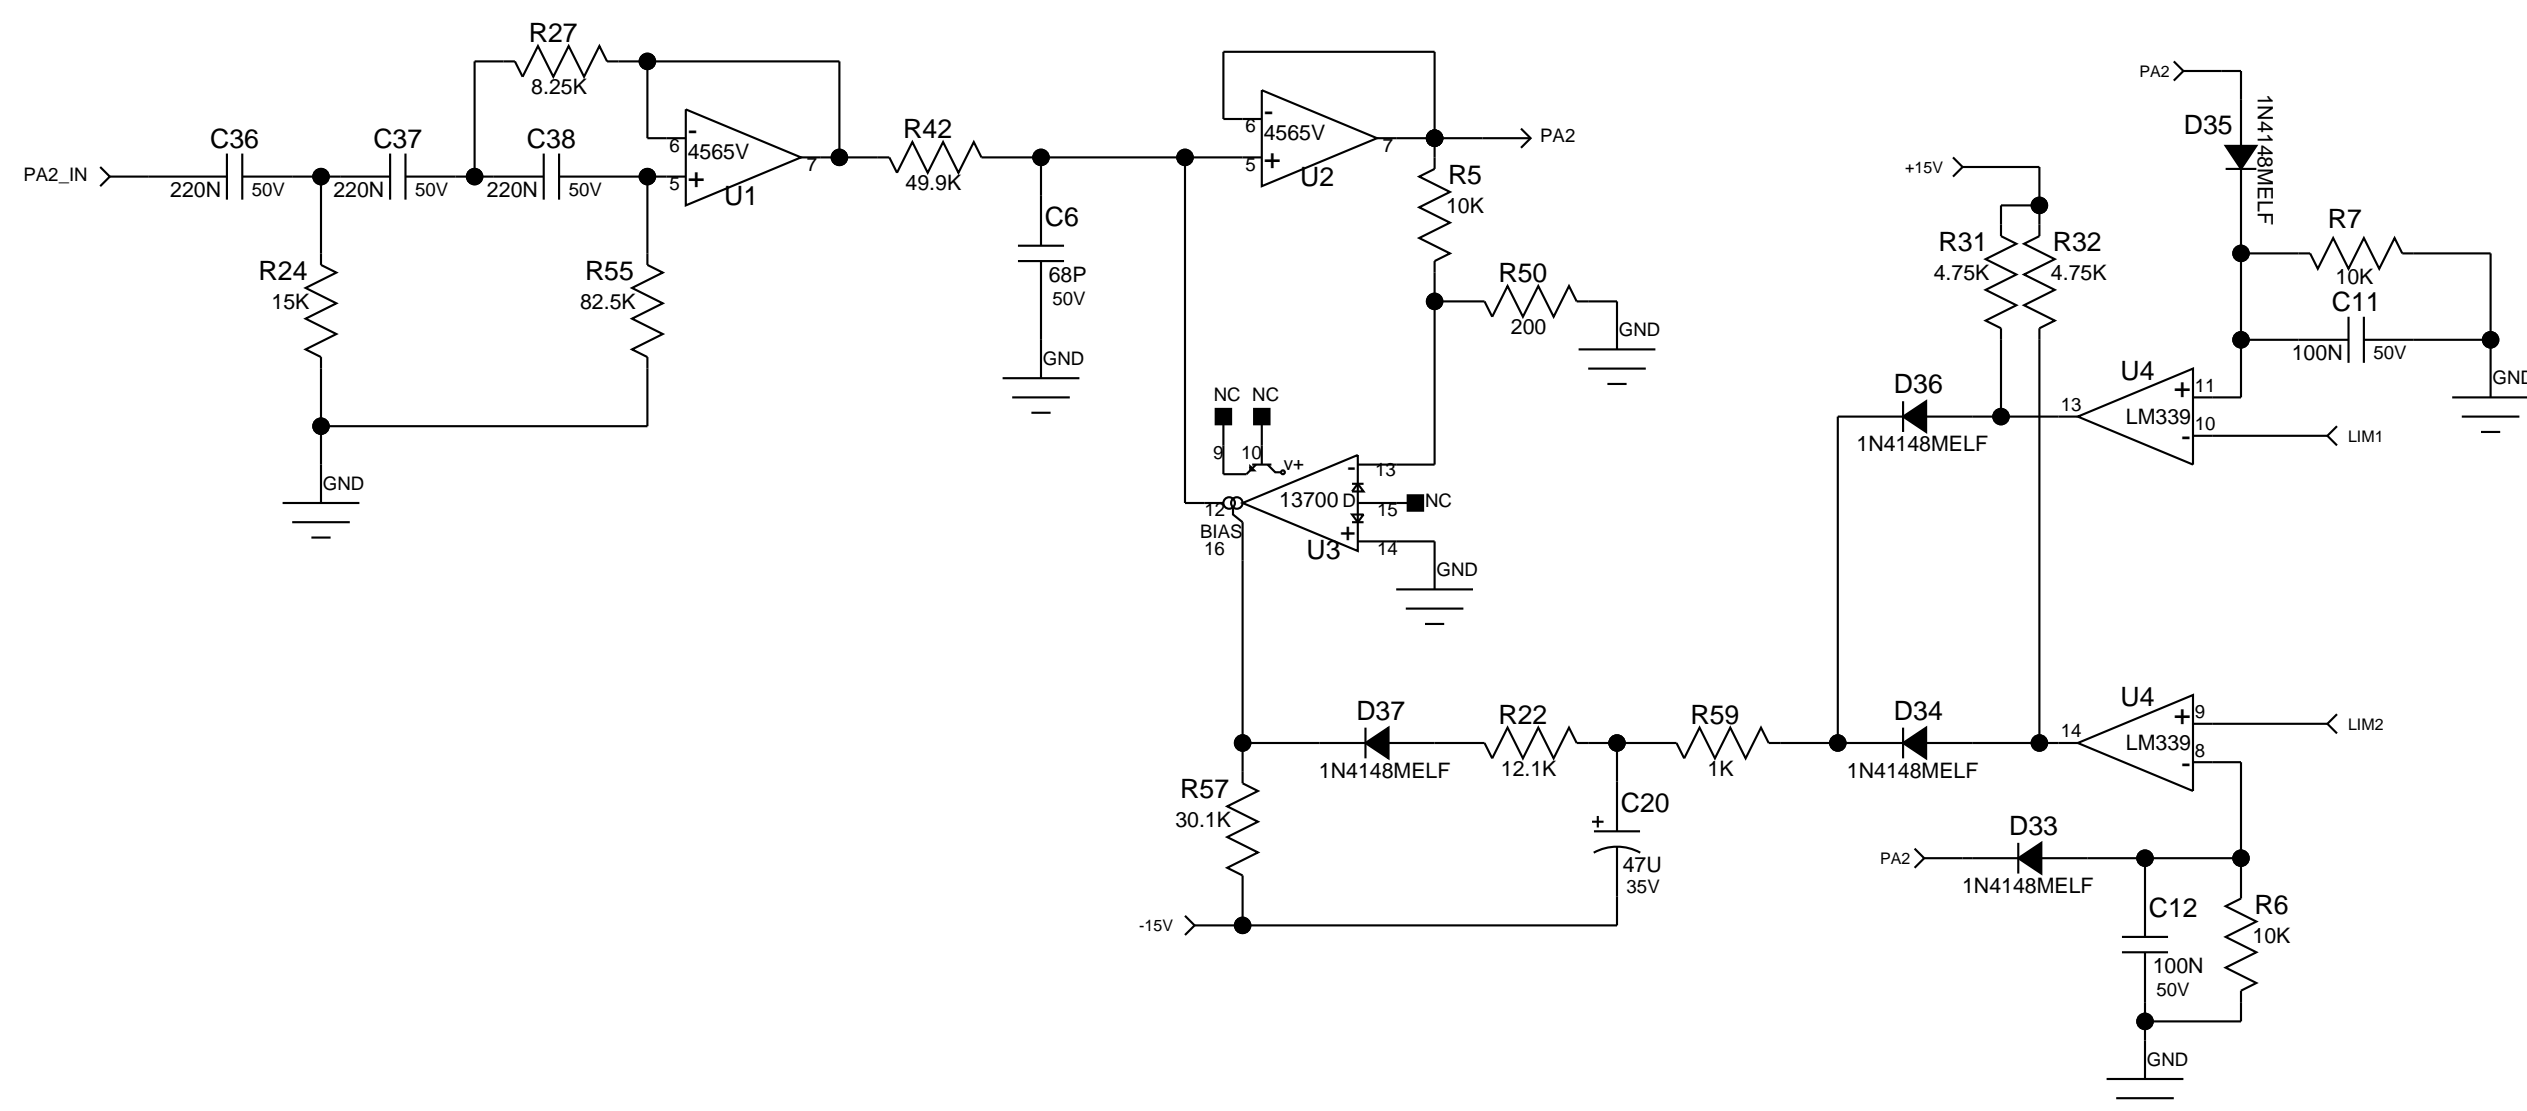 R27
8.25K
C36
220N 50V
C37
220N 50V
C38
220N 50V
PA2_IN
-
6
4565V
7
5
+
U1
R24
15K
R55
82.5K
GND
R42
49.9K
C6
68P
50V
GND
-
6
4565V
7
5
+
U2
PA2
R5
10K
R50
200
GND
NC NC
9 10
V+
-
13
13700 D
15
NC
12
BIAS
16
+
14
U3
GND
D37
1N4148MELF
R22
12.1K
R59
1K
R57
30.1K
C20
+
47U
35V
-15V
PA2
D35
1N4148MELF
+15V
R31
4.75K
R32
4.75K
R7
10K
C11
100N 50V
GND
D36
1N4148MELF
U4
13
+
11
LM339
10
-
LIM1
D34
1N4148MELF
U4
14
+
9
LM339
8
-
LIM2
D33
PA2
1N4148MELF
C12
100N
50V
R6
10K
GND